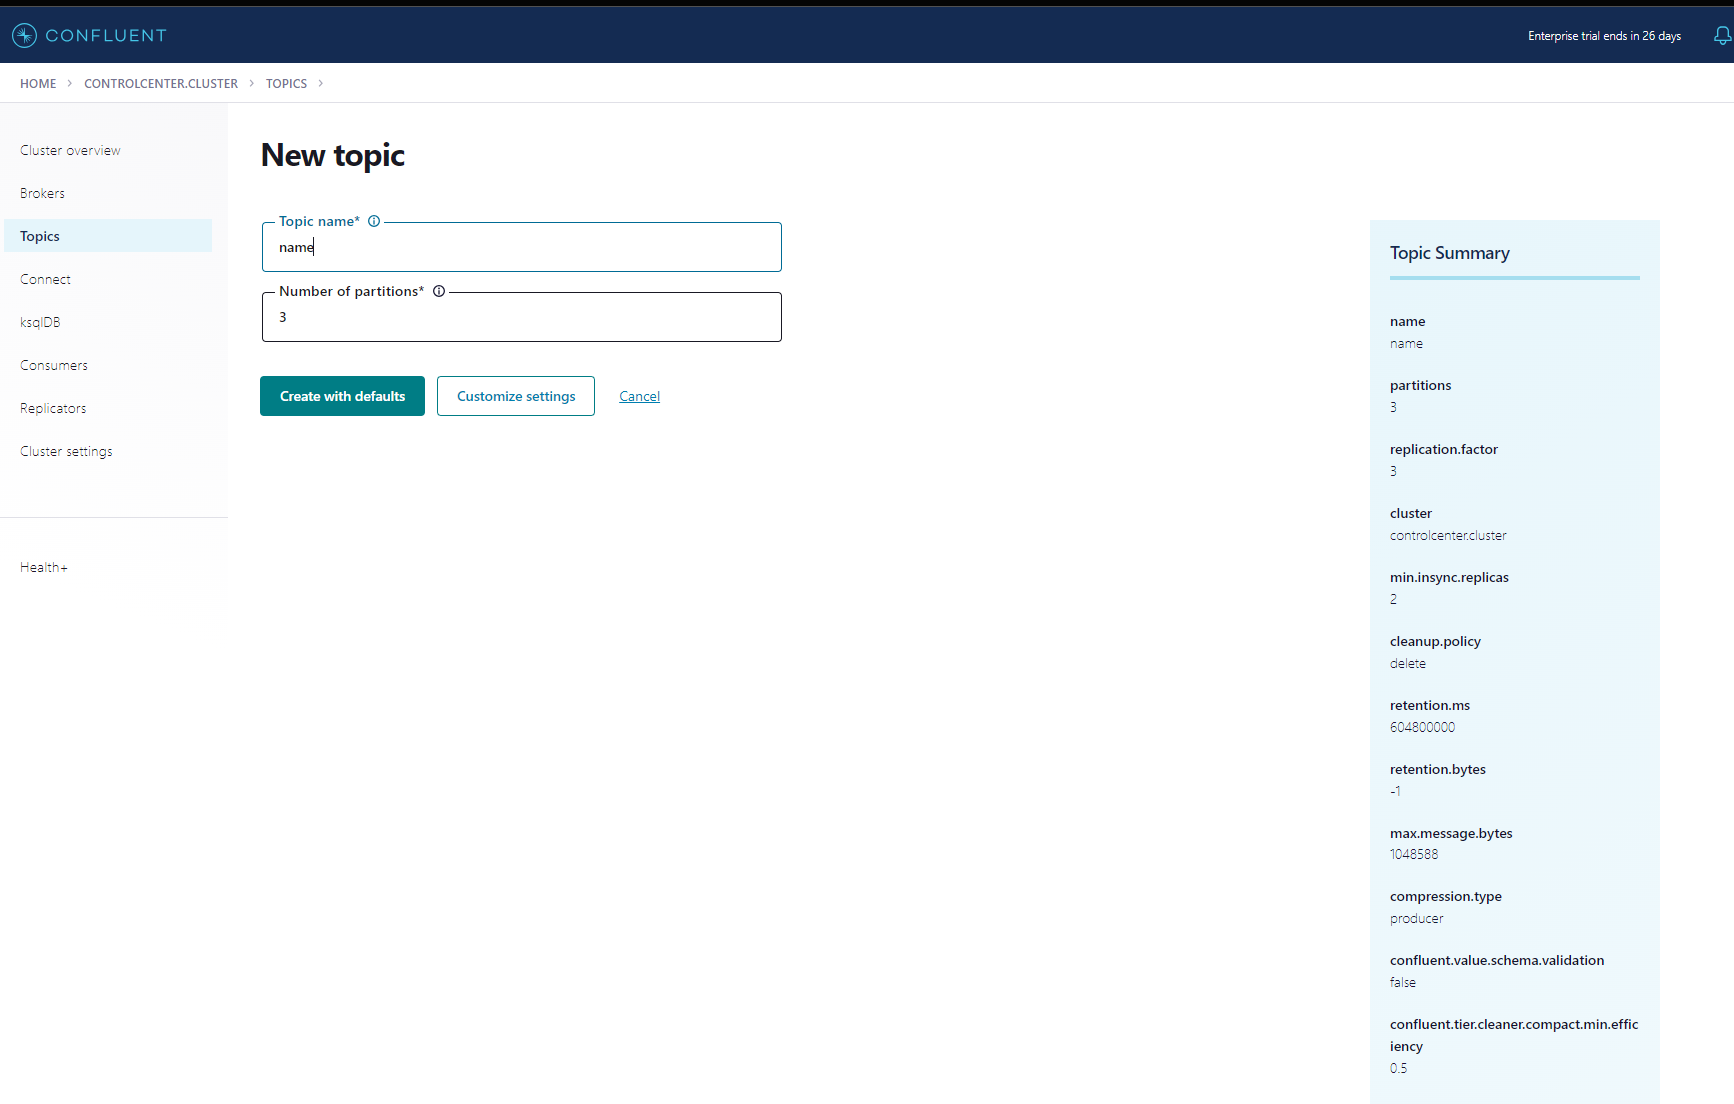 CONFLUENT
Enterprise trial ends in 26 days
HOME > CONTROLCENTER.CLUSTER > TOPICS >
Cluster overview
Brokers
Topics
Connect
ksqlDB
Consumers
Replicators
Cluster settings
Health+
New topic
Topic name*
name
Number of partitions*
3
Create with defaults
Customize settings
Cancel
Topic Summary
name
name
partitions
3
replication.factor
3
cluster
controlcenter.cluster
min.insync.replicas
2
cleanup.policy
delete
retention.ms
604800000
retention.bytes
-1
max.message.bytes
1048588
compression.type
producer
confluent.value.schema.validation
false
confluent.tier.cleaner.compact.min.effic
iency
0.5